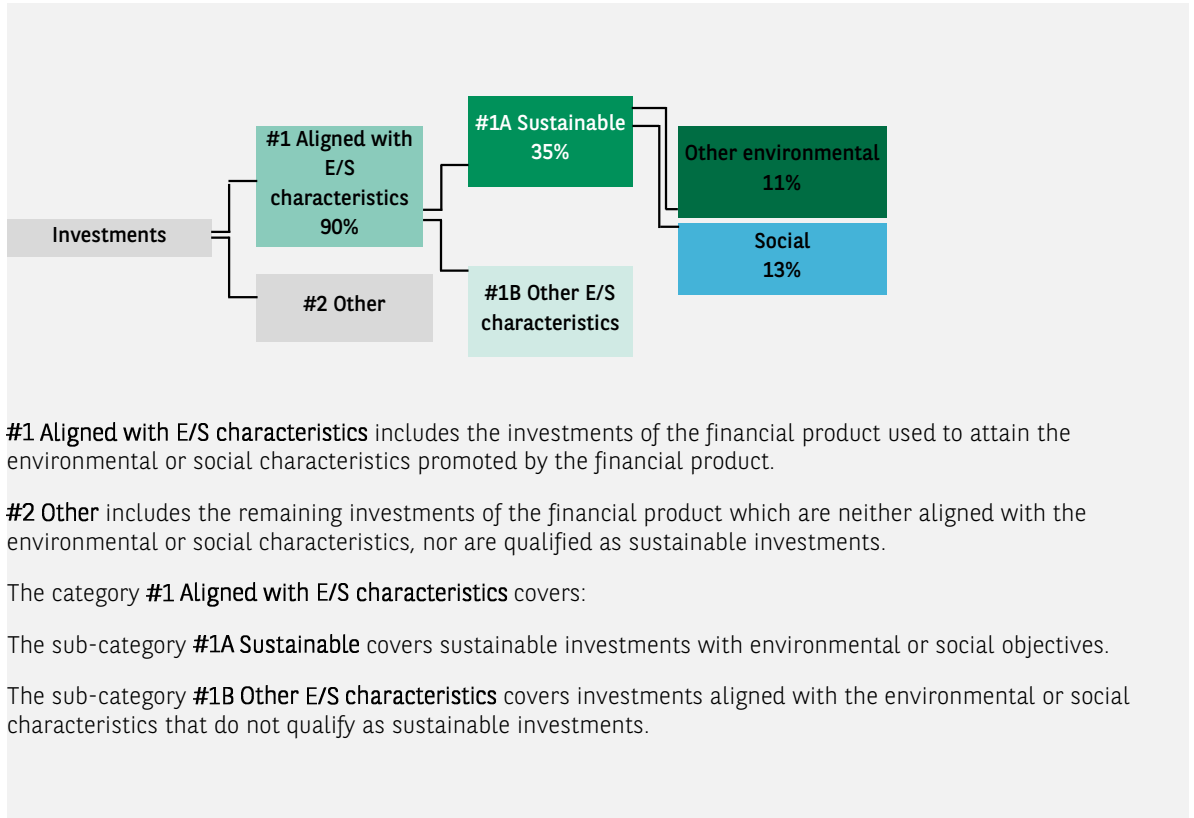 Investments
#1 Aligned with
E/S
characteristics
90%
#2 Other
#1A Sustainable
35%
#1B Other E/S
characteristics
Other environmental
11%
Social
13%
#1 Aligned with E/S characteristics includes the investments of the financial product used to attain the
environmental or social characteristics promoted by the financial product.
#2 Other includes the remaining investments of the financial product which are neither aligned with the
environmental or social characteristics, nor are qualified as sustainable investments.
The category #1 Aligned with E/S characteristics covers:
The sub-category #1A Sustainable covers sustainable investments with environmental or social objectives.
The sub-category #1B Other E/S characteristics covers investments aligned with the environmental or social
characteristics that do not qualify as sustainable investments.